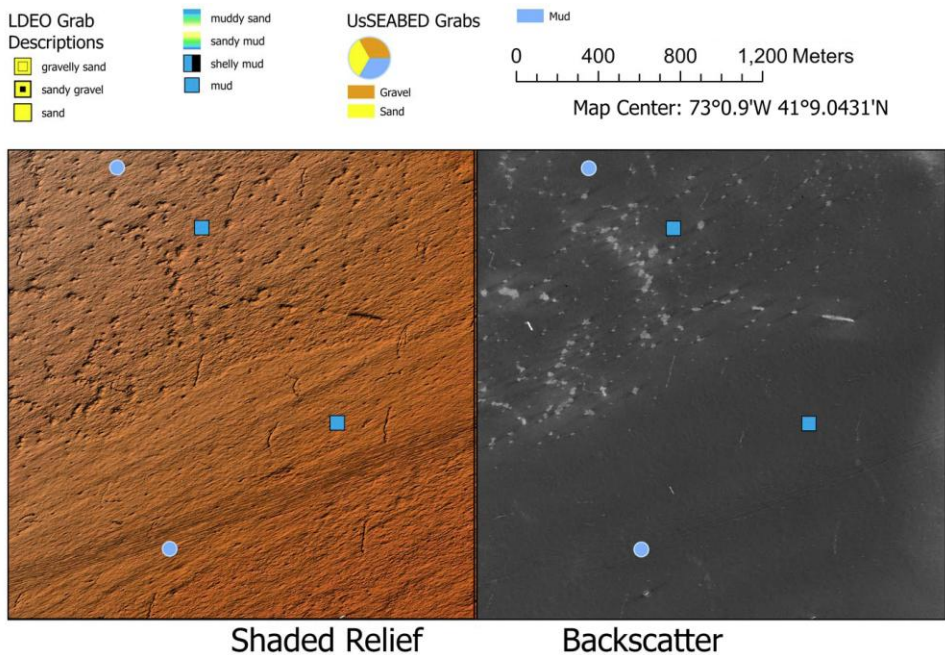 LDEO Grab
Descriptions
gravelly sand
sandy gravel
sand
muddy sand
sandy mud
shelly mud
mud
UsSEABED Grabs
Gravel
Sand
Mud
0 400 800 1,200 Meters
Map Center: 73°0.9'W 41°9.0431'N
Shaded Relief
Backscatter